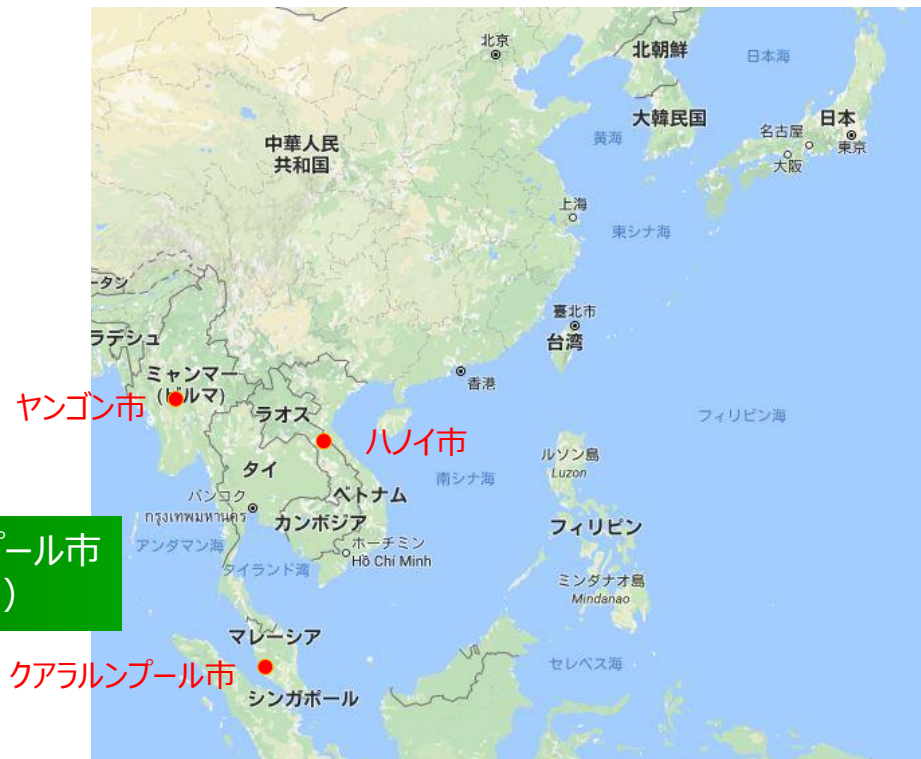 北京
北朝鮮
日本海
大韓民国
名古屋
日本
東京
大阪
黄海
中華人民
共和国
上海
東シナ海
ータン
臺北市
台湾
ラデシュ
ミャンマー
(ビルマ)
香港
ヤンゴン市
ラオス
ハノイ市
フィリピン海
ルソン島
Luzon
タイ
南シナ海
バンコク
กรุงเทพมหานคร
ベトナム
カンボジア
フィリピン
プール市
)
アンダマン海
ホーチミン
Hồ Chí Minh
タイランド湾
ミンダナオ島
Mindanao
マレーシア
クアラルンプール市
セレベス海
シンガポール